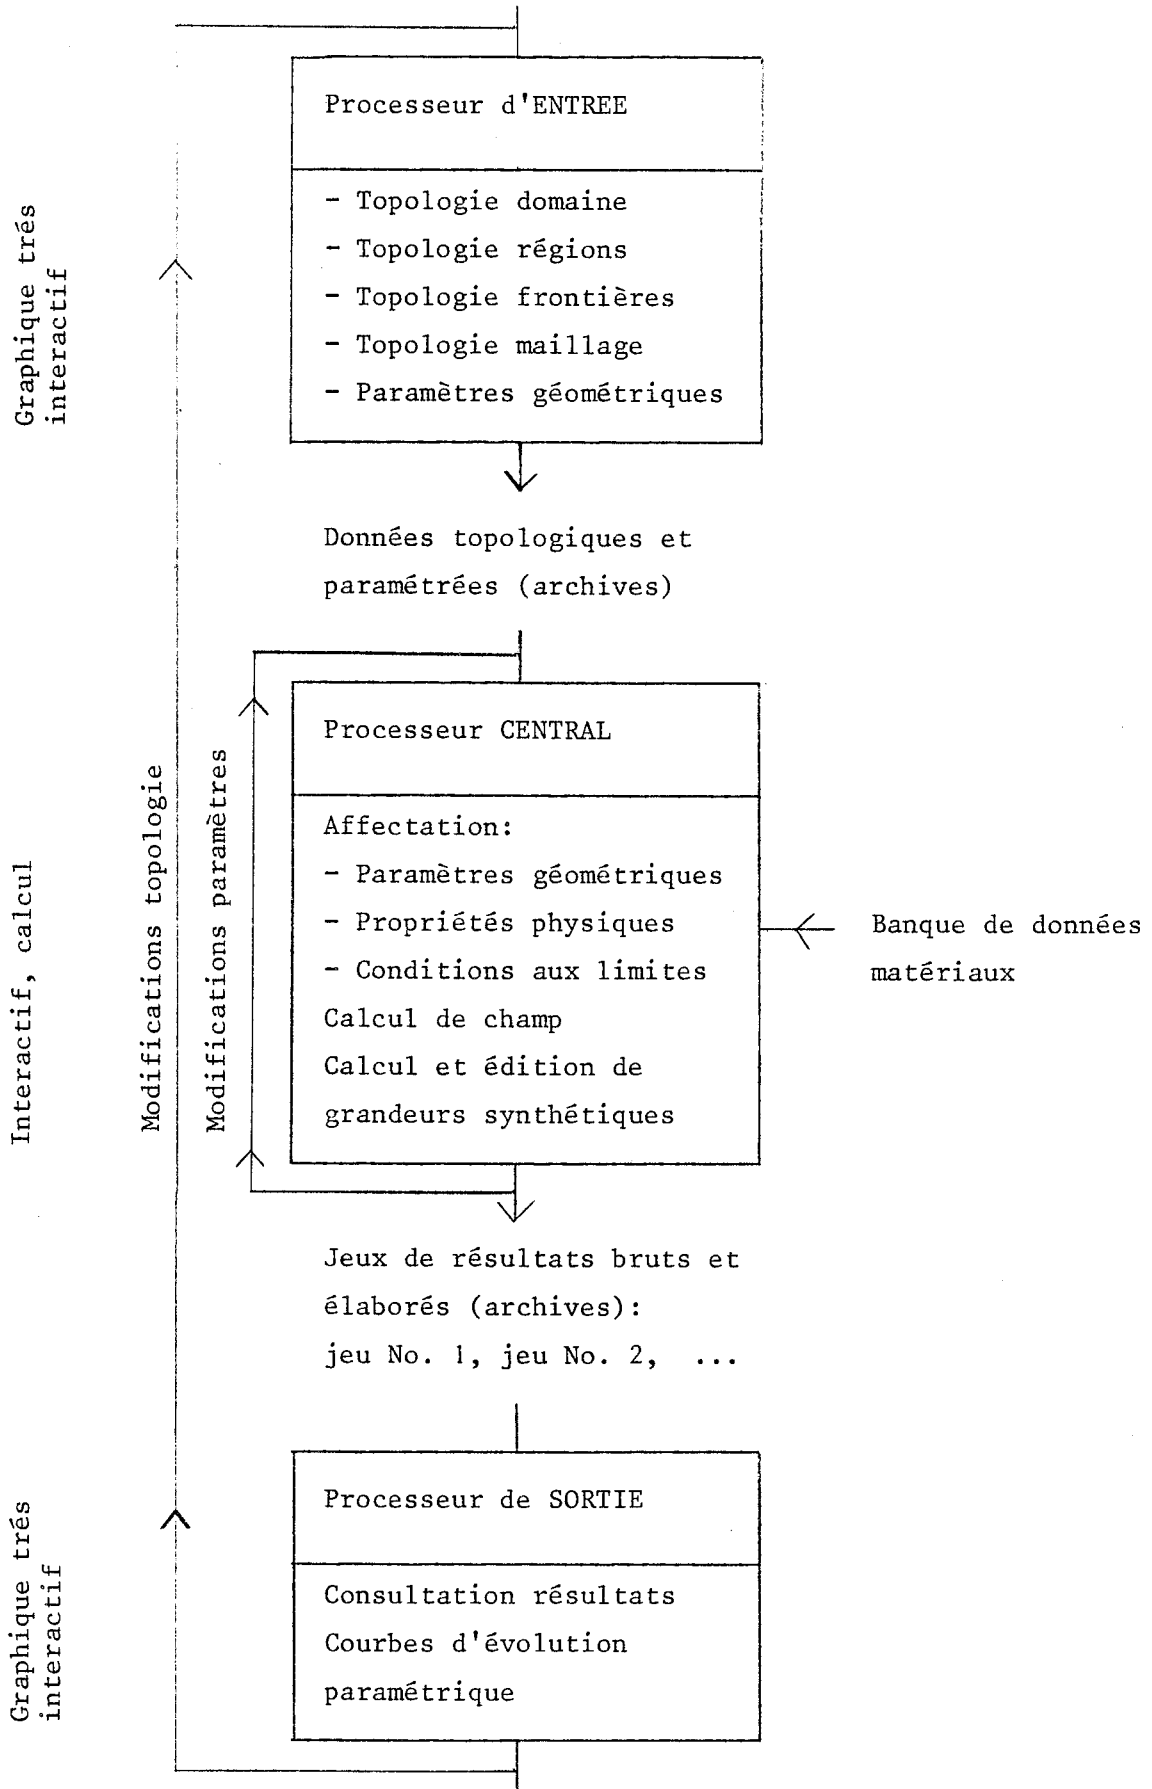 Processeur d'ENTREE
- Topologie domaine
- Topologie régions
- Topologie frontières
- Topologie maillage
- Paramètres géométriques
Graphique trés
interactif
Données topologiques et
paramétrées (archives)
Processeur CENTRAL
Affectation:
- Paramètres géométriques
- Propriétés physiques
- Conditions aux limites
Calcul de champ
Calcul et édition de
grandeurs synthétiques
Banque de données
matériaux
Interactif, calcul
Modifications topologie
Modifications paramètres
Jeux de résultats bruts et
élaborés (archives):
jeu No. 1, jeu No. 2, ...
Processeur de SORTIE
Consultation résultats
Courbes d'évolution
paramétrique
Graphique trés
interactif